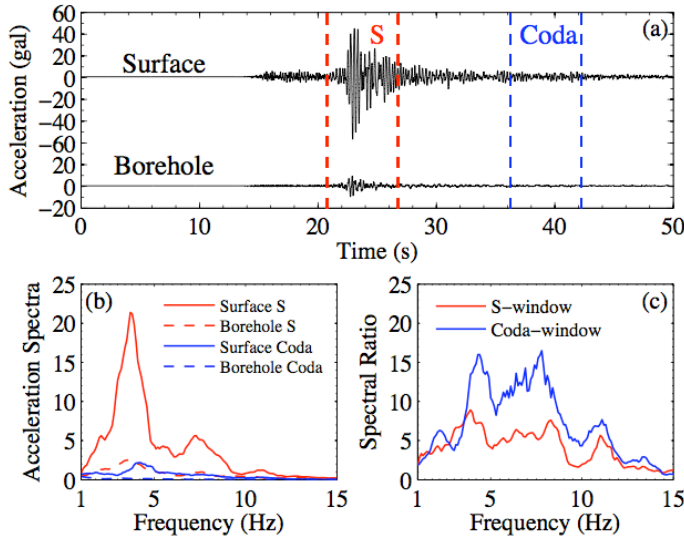 60
40
20
0
−20
−40
−60
20
0
−20
Acceleration (gal)
Surface
Borehole
S
Coda
(a)
0 10 20 30 40 50
Time (s)
25
20
15
10
5
0
Acceleration Spectra
(b)
Surface S
Borehole S
Surface Coda
Borehole Coda
1 5 10 15
Frequency (Hz)
25
20
15
10
5
0
Spectral Ratio
(c)
S−window
Coda−window
1 5 10 15
Frequency (Hz)